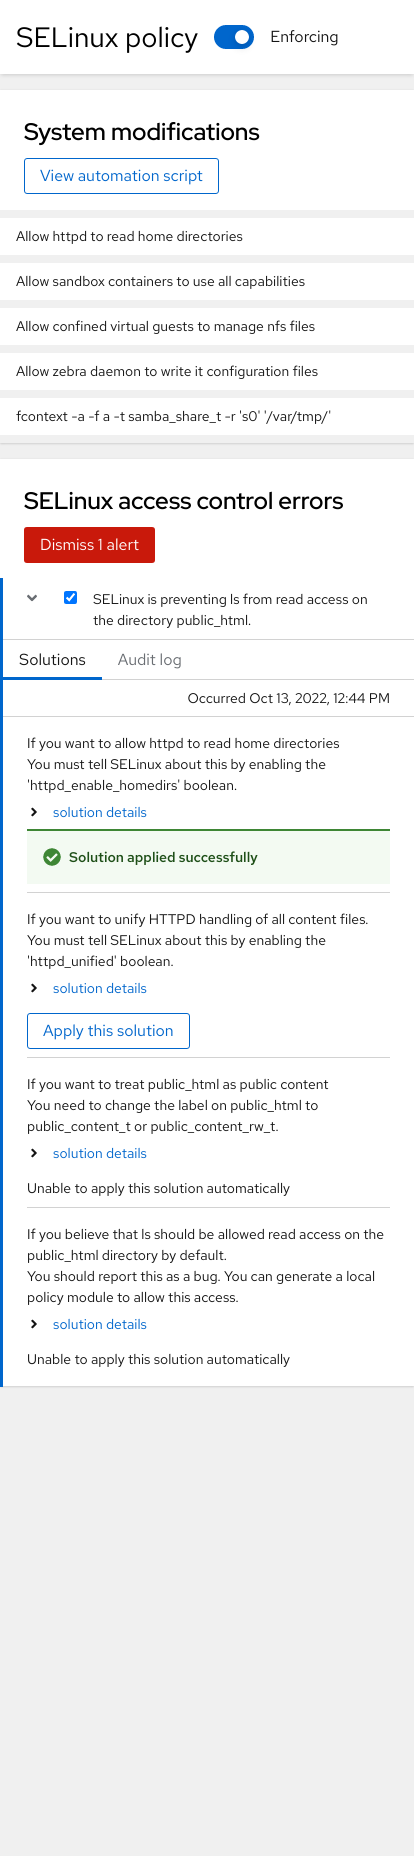 SELinux policy
Enforcing
System modifications
View automation script
Allow httpd to read home directories
Allow sandbox containers to use all capabilities
Allow confined virtual guests to manage nfs files
Allow zebra daemon to write it configuration files
fcontext -a -f a -t samba_share_t -r 's0' '/var/tmp/'
SELinux access control errors
Dismiss 1 alert
SELinux is preventing ls from read access on
the directory public_html.
Solutions
Audit log
Occurred Oct 13, 2022, 12:44 PM
If you want to allow httpd to read home directories
You must tell SELinux about this by enabling the
'httpd_enable_homedirs' boolean.
solution details
Solution applied successfully
If you want to unify HTTPD handling of all content files.
You must tell SELinux about this by enabling the
'httpd_unified' boolean.
solution details
Apply this solution
If you want to treat public_html as public content
You need to change the label on public_html to
public_content_t or public_content_rw_t.
solution details
Unable to apply this solution automatically
If you believe that ls should be allowed read access on the
public_html directory by default.
You should report this as a bug. You can generate a local
policy module to allow this access.
solution details
Unable to apply this solution automatically